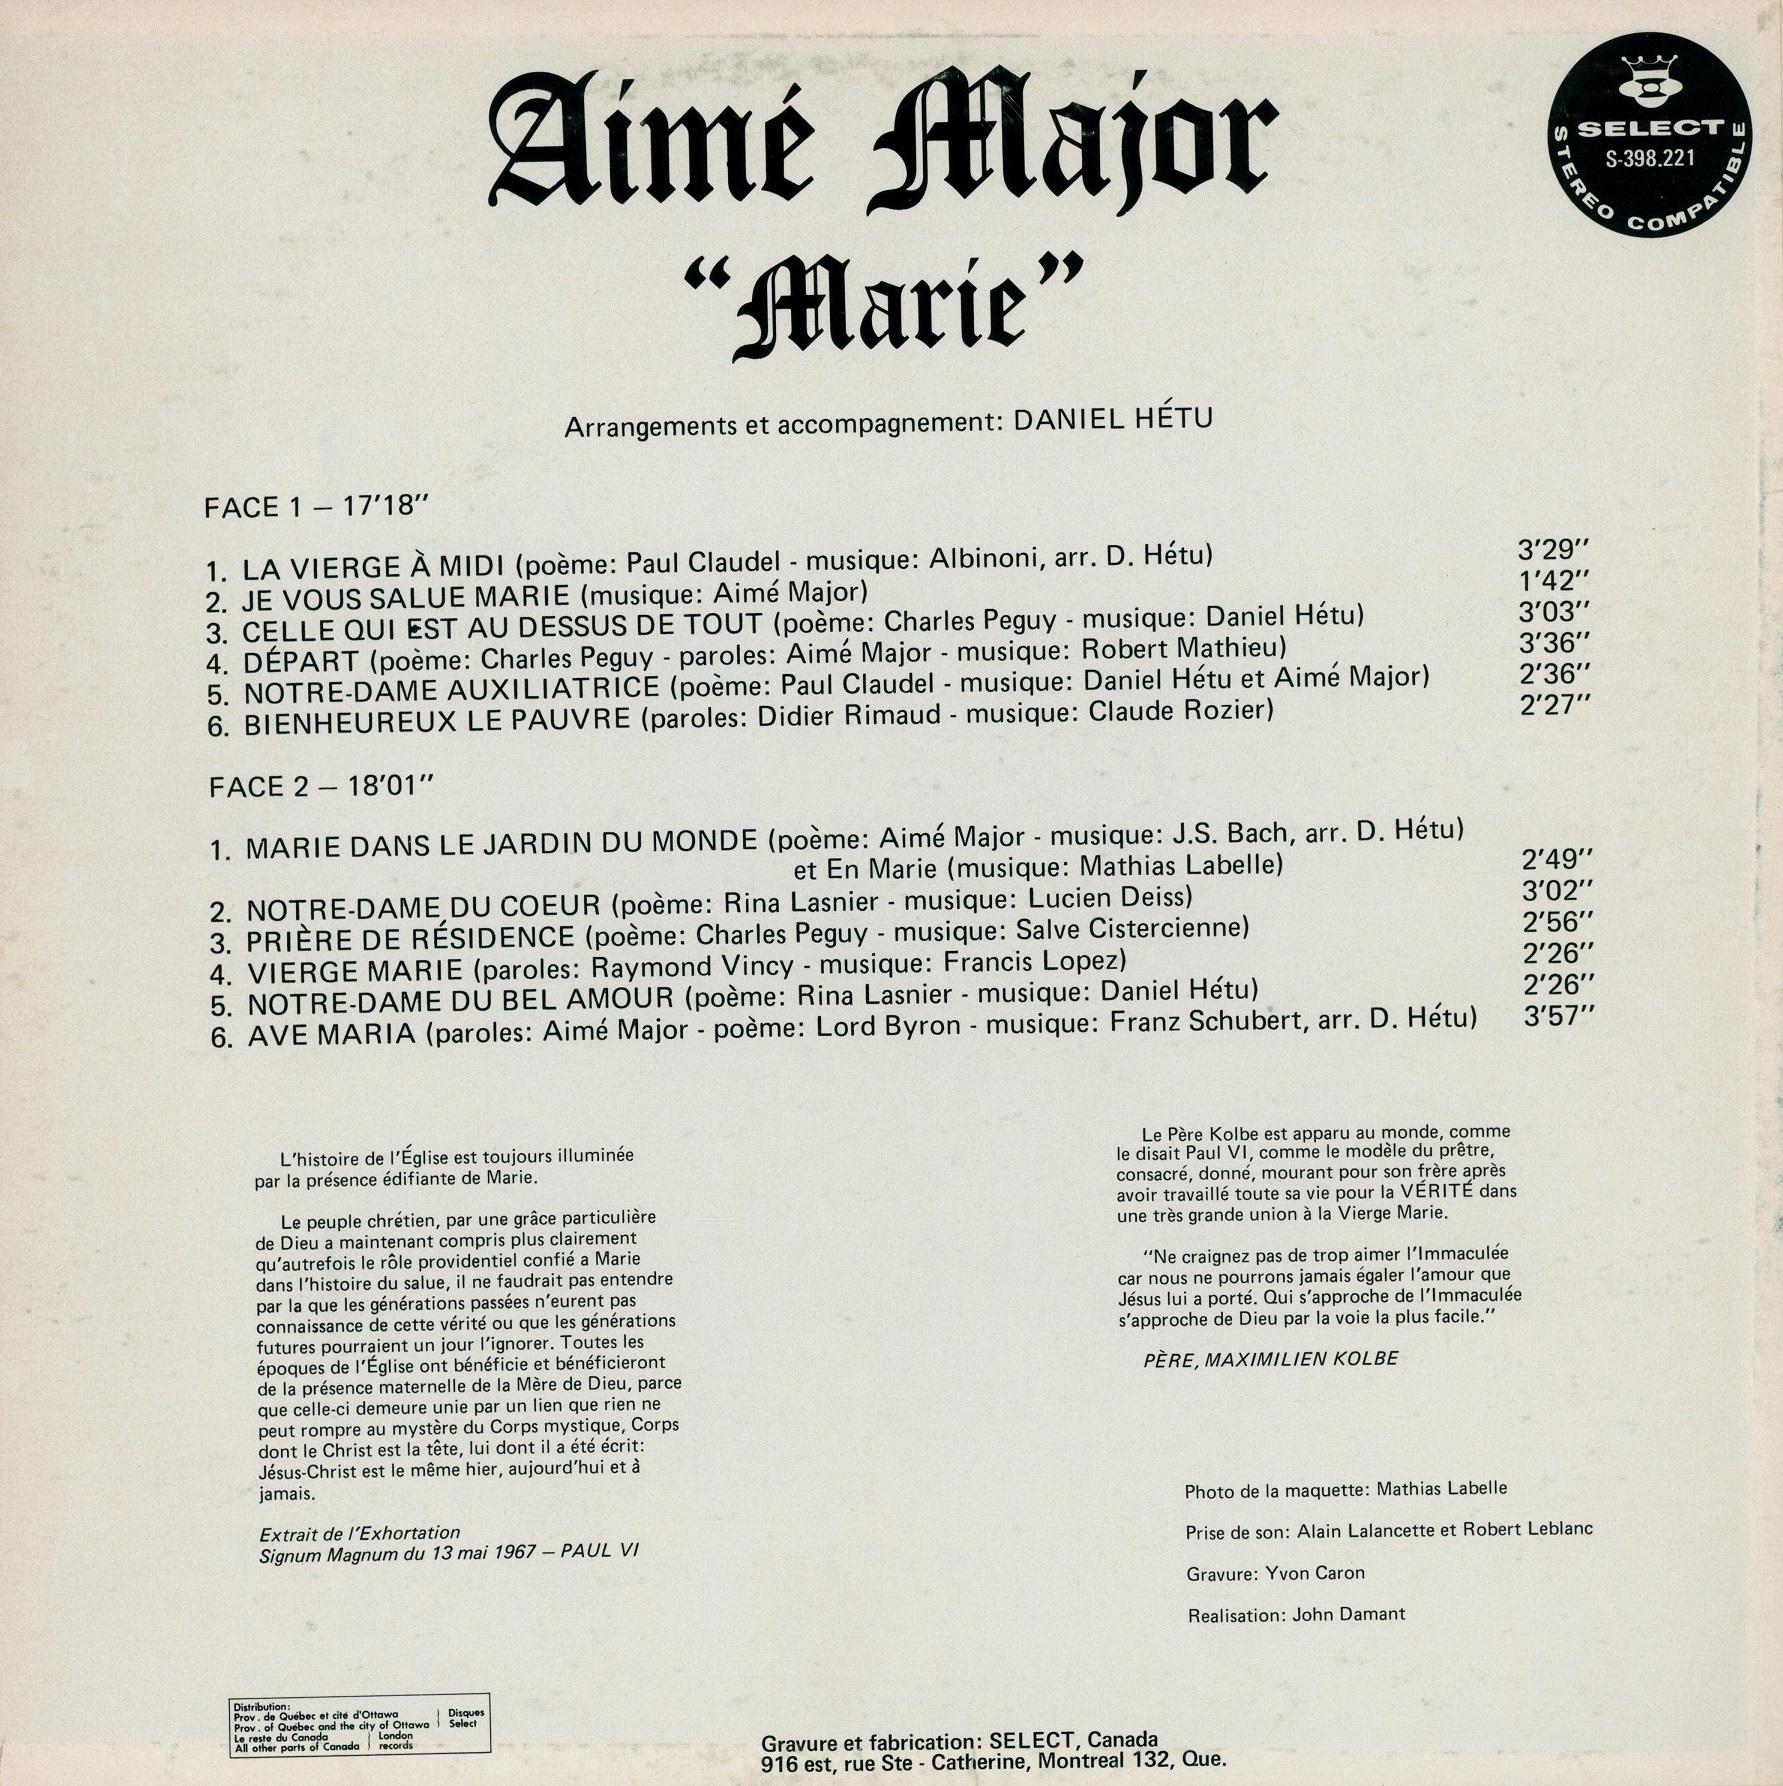 Aimé Major
“Marie”
SELECT
S-398.221
STEREO COMPATIBLE
Arrangements et accompagnement: DANIEL HÉTU
FACE 1 — 17’18’’
1. LA VIERGE À MIDI (poème: Paul Claudel - musique: Albinoni, arr. D. Hétu) 3’29’’
2. JE VOUS SALUE MARIE (musique: Aimé Major) 1’42’’
3. CELLE QUI EST AU DESSUS DE TOUT (poème: Charles Peguy - musique: Daniel Hétu) 3’03’’
4. DÉPART (poème: Charles Peguy - paroles: Aimé Major - musique: Robert Mathieu) 3’36’’
5. NOTRE-DAME AUXILIATRICE (poème: Paul Claudel - musique: Daniel Hétu et Aimé Major) 2’36’’
6. BIENHEUREUX LE PAUVRE (paroles: Didier Rimaud - musique: Claude Rozier) 2’27’’
FACE 2 — 18’01’’
1. MARIE DANS LE JARDIN DU MONDE (poème: Aimé Major - musique: J.S. Bach, arr. D. Hétu)
et En Marie (musique: Mathias Labelle) 2’49’’
2. NOTRE-DAME DU COEUR (poème: Rina Lasnier - musique: Lucien Deiss) 3’02’’
3. PRIÈRE DE RÉSIDENCE (poème: Charles Peguy - musique: Salve Cistercienne) 2’56’’
4. VIERGE MARIE (paroles: Raymond Vincy - musique: Francis Lopez) 2’26’’
5. NOTRE-DAME DU BEL AMOUR (poème: Rina Lasnier - musique: Daniel Hétu) 2’26’’
6. AVE MARIA (paroles: Aimé Major - poème: Lord Byron - musique: Franz Schubert, arr. D. Hétu) 3’57’’
L’histoire de l’Église est toujours illuminée
par la présence édifiante de Marie.
Le peuple chrétien, par une grâce particulière
de Dieu a maintenant compris plus clairement
qu’autrefois le rôle providentiel confié a Marie
dans l’histoire du salue, il ne faudrait pas entendre
par la que les générations passées n’eurent pas
connaissance de cette vérité ou que les générations
futures pourraient un jour l’ignorer. Toutes les
époques de l’Église ont bénéficie et bénéficieront
de la présence maternelle de la Mère de Dieu, parce
que celle-ci demeure unie par un lien que rien ne
peut rompre au mystère du Corps mystique, Corps
dont le Christ est la tête, lui dont il a été écrit:
Jésus-Christ est le même hier, aujourd’hui et à
jamais.
Extrait de l’Exhortation
Signum Magnum du 13 mai 1967 — PAUL VI
Le Père Kolbe est apparu au monde, comme
le disait Paul VI, comme le modèle du prêtre,
consacré, donné, mourant pour son frère après
avoir travaillé toute sa vie pour la VÉRITÉ dans
une très grande union à la Vierge Marie.
‘‘Ne craignez pas de trop aimer l’Immaculée
car nous ne pourrons jamais égaler l’amour que
Jésus lui a porté. Qui s’approche de l’Immaculée
s’approche de Dieu par la voie la plus facile.’’
PÈRE, MAXIMILIEN KOLBE
Photo de la maquette: Mathias Labelle
Prise de son: Alain Lalancette et Robert Leblanc
Gravure: Yvon Caron
Realisation: John Damant
Distribution:
Prov. de Québec et cité d'Ottawa
Prov. of Québec and the city of Ottawa
Disques
Select
Le reste du Canada
All other parts of Canada
London
records
Gravure et fabrication: SELECT, Canada
916 est, rue Ste - Catherine, Montreal 132, Que.